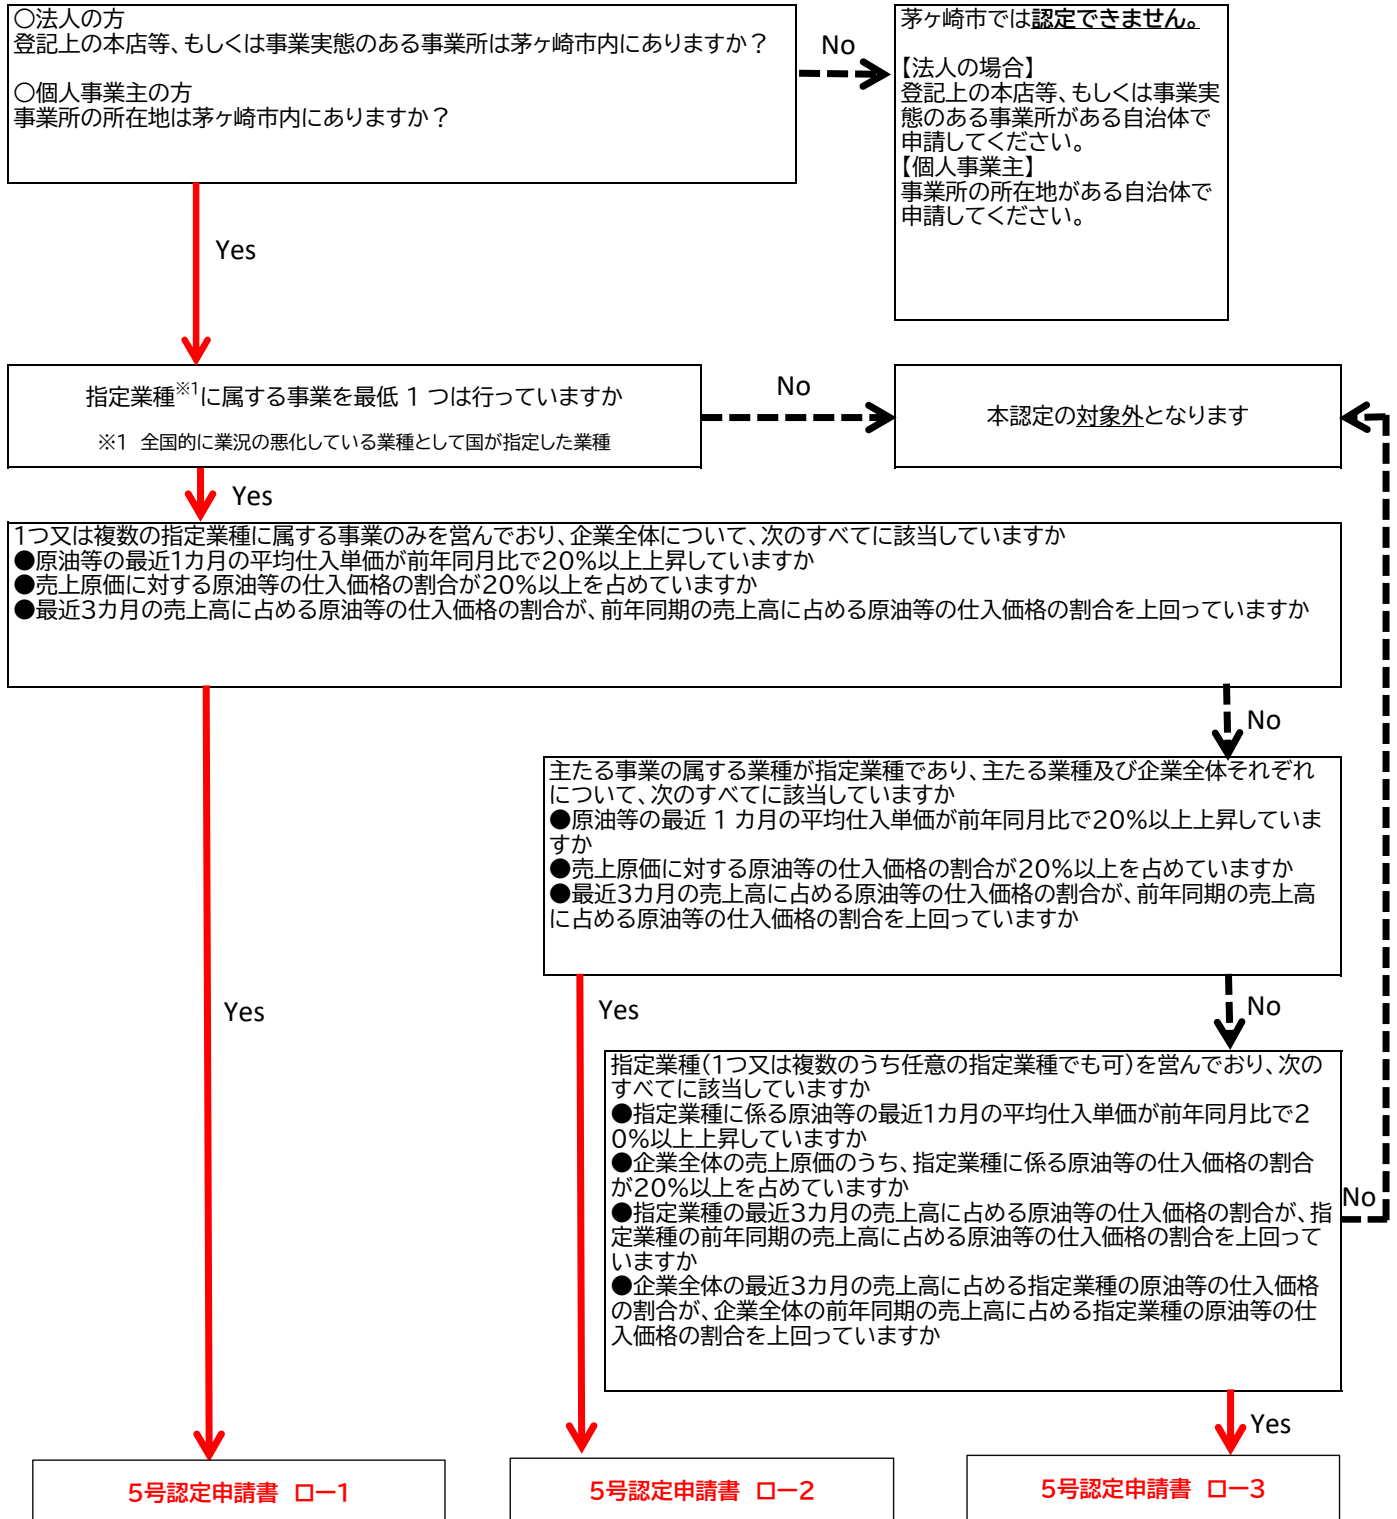 〇法人の方
登記上の本店等、もしくは事業実態のある事業所は茅ヶ崎市内にありますか？
〇個人事業主の方
事業所の所在地は茅ヶ崎市内にありますか？
No
茅ヶ崎市では認定できません。
【法人の場合】
登記上の本店等、もしくは事業実
態のある事業所がある自治体で
申請してください。
【個人事業主】
事業所の所在地がある自治体で
申請してください。
Yes
指定業種※1に属する事業を最低１つは行っていますか
※1　全国的に業況の悪化している業種として国が指定した業種
No
本認定の対象外となります
Yes
1つ又は複数の指定業種に属する事業のみを営んでおり、企業全体について、次のすべてに該当していますか
●原油等の最近1カ月の平均仕入単価が前年同月比で20%以上上昇していますか
●売上原価に対する原油等の仕入価格の割合が20%以上を占めていますか
●最近3カ月の売上高に占める原油等の仕入価格の割合が、前年同期の売上高に占める原油等の仕入価格の割合を上回っていますか
No
主たる事業の属する業種が指定業種であり、主たる業種及び企業全体それぞれ
について、次のすべてに該当していますか
●原油等の最近１カ月の平均仕入単価が前年同月比で20%以上上昇していま
すか
●売上原価に対する原油等の仕入価格の割合が20%以上を占めていますか
●最近3カ月の売上高に占める原油等の仕入価格の割合が、前年同期の売上高
に占める原油等の仕入価格の割合を上回っていますか
Yes
Yes
No
指定業種(1つ又は複数のうち任意の指定業種でも可)を営んでおり、次の
すべてに該当していますか
●指定業種に係る原油等の最近1カ月の平均仕入単価が前年同月比で2
0%以上上昇していますか
●企業全体の売上原価のうち、指定業種に係る原油等の仕入価格の割合
が20%以上を占めていますか
●指定業種の最近3カ月の売上高に占める原油等の仕入価格の割合が、指
定業種の前年同期の売上高に占める原油等の仕入価格の割合を上回って
いますか
●企業全体の最近3カ月の売上高に占める指定業種の原油等の仕入価格
の割合が、企業全体の前年同期の売上高に占める指定業種の原油等の仕
入価格の割合を上回っていますか
No
Yes
5号認定申請書　ロー1
5号認定申請書　ロー2
5号認定申請書　ロー3